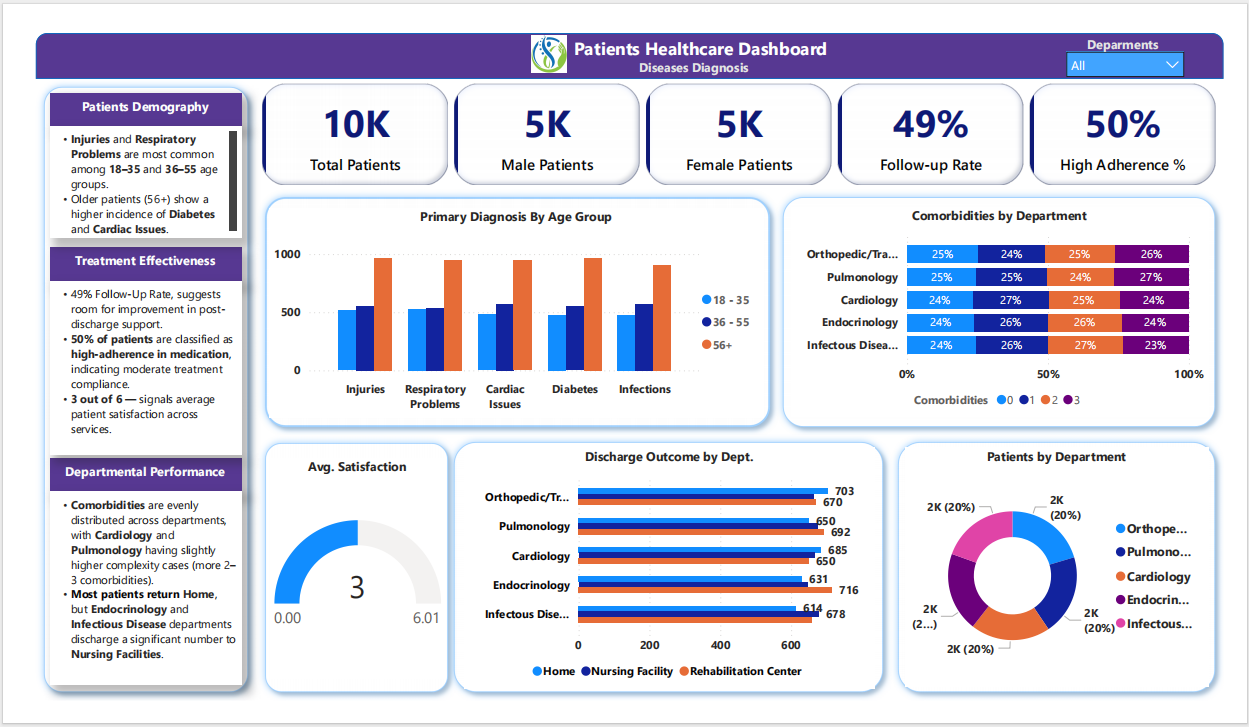 Patients Healthcare Dashboard
Diseases Diagnosis
Deparments
All
Patients Demography
• Injuries and Respiratory
Problems are most common
among 18–35 and 36–55 age
groups.
• Older patients (56+) show a
higher incidence of Diabetes
and Cardiac Issues.
Treatment Effectiveness
• 49% Follow-Up Rate, suggests
room for improvement in post-
discharge support.
• 50% of patients are classified as
high-adherence in medication,
indicating moderate treatment
compliance.
• 3 out of 6 — signals average
patient satisfaction across
services.
Departmental Performance
• Comorbidities are evenly
distributed across departments,
with Cardiology and
Pulmonology having slightly
higher complexity cases (more 2–
3 comorbidities).
• Most patients return Home,
but Endocrinology and
Infectious Disease departments
discharge a significant number to
Nursing Facilities.
10K
Total Patients
5K
Male Patients
5K
Female Patients
49%
Follow-up Rate
50%
High Adherence %
Primary Diagnosis By Age Group
1000
500
0
Injuries
Respiratory
Problems
Cardiac
Issues
Diabetes
Infections
18 - 35
36 - 55
56+
Comorbidities by Department
Orthopedic/Tra... 25% 24% 25% 26%
Pulmonology 25% 25% 24% 27%
Cardiology 24% 27% 25% 24%
Endocrinology 24% 26% 26% 24%
Infectous Disea... 24% 26% 27% 23%
0% 50% 100%
Comorbidities 0 1 2 3
Avg. Satisfaction
3
0.00 6.01
Discharge Outcome by Dept.
Orthopedic/Tr... 703
670
Pulmonology 650
692
Cardiology 685
650
Endocrinology 631
716
Infectous Dise... 614
678
0 200 400 600
Home Nursing Facility Rehabilitation Center
Patients by Department
2K (20%)
2K
(20%)
2K
(20%)
2K (20%)
2K
(2...)
Orthope...
Pulmono...
Cardiology
Endocrin...
Infectous...